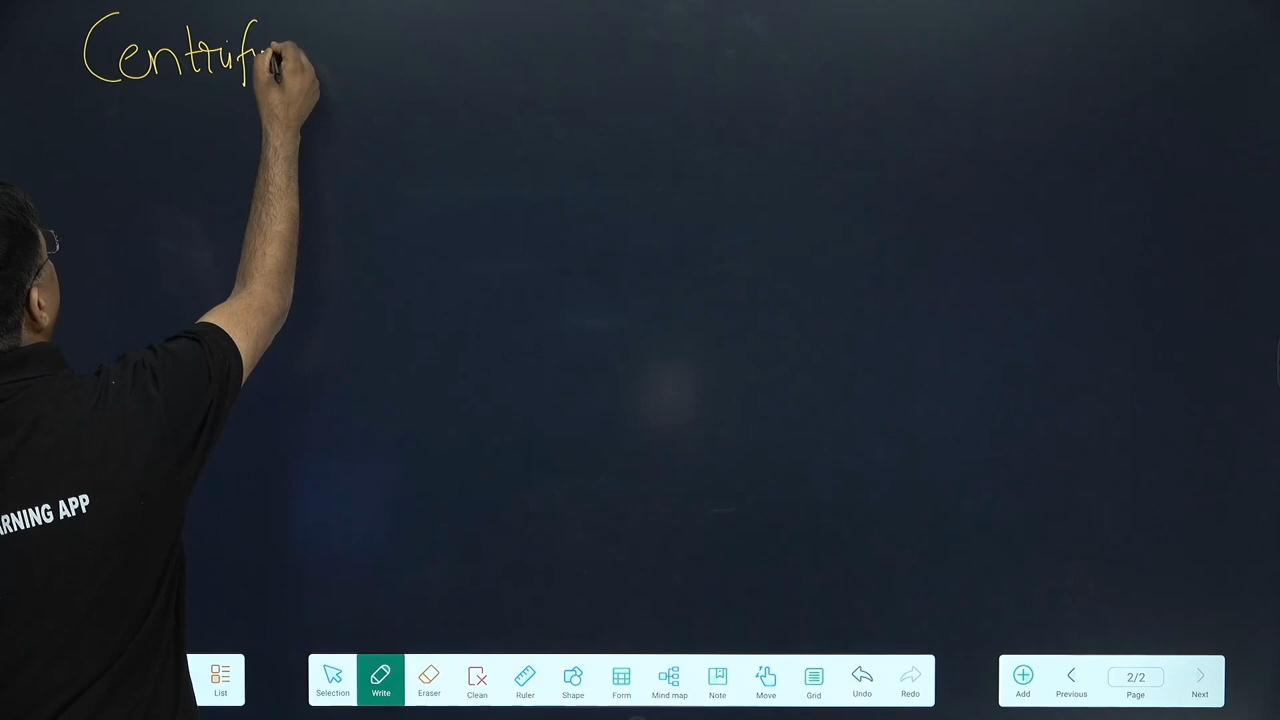 Centrif
ARNING APP
List
Selection
Write
Eraser
Clean
Ruler
Shape
Form
Mind map
Note
Move
Grid
Undo
Redo
Add
Previous
2/2
Page
Next